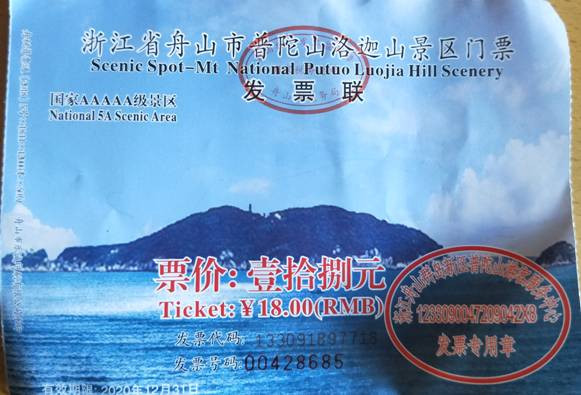 浙江省舟山市普陀山洛迦山景区门票
Scenic Spot-Mt National Putuo Luojia Hill Scenery
发票联
国家AAAAA级景区
National 5A Scenic Area
票价: 壹拾捌元
Ticket: ¥18.00(RMB)
发票代码:
发票号码: 00428685
发票专用章
有效期限: 2020年12月31日